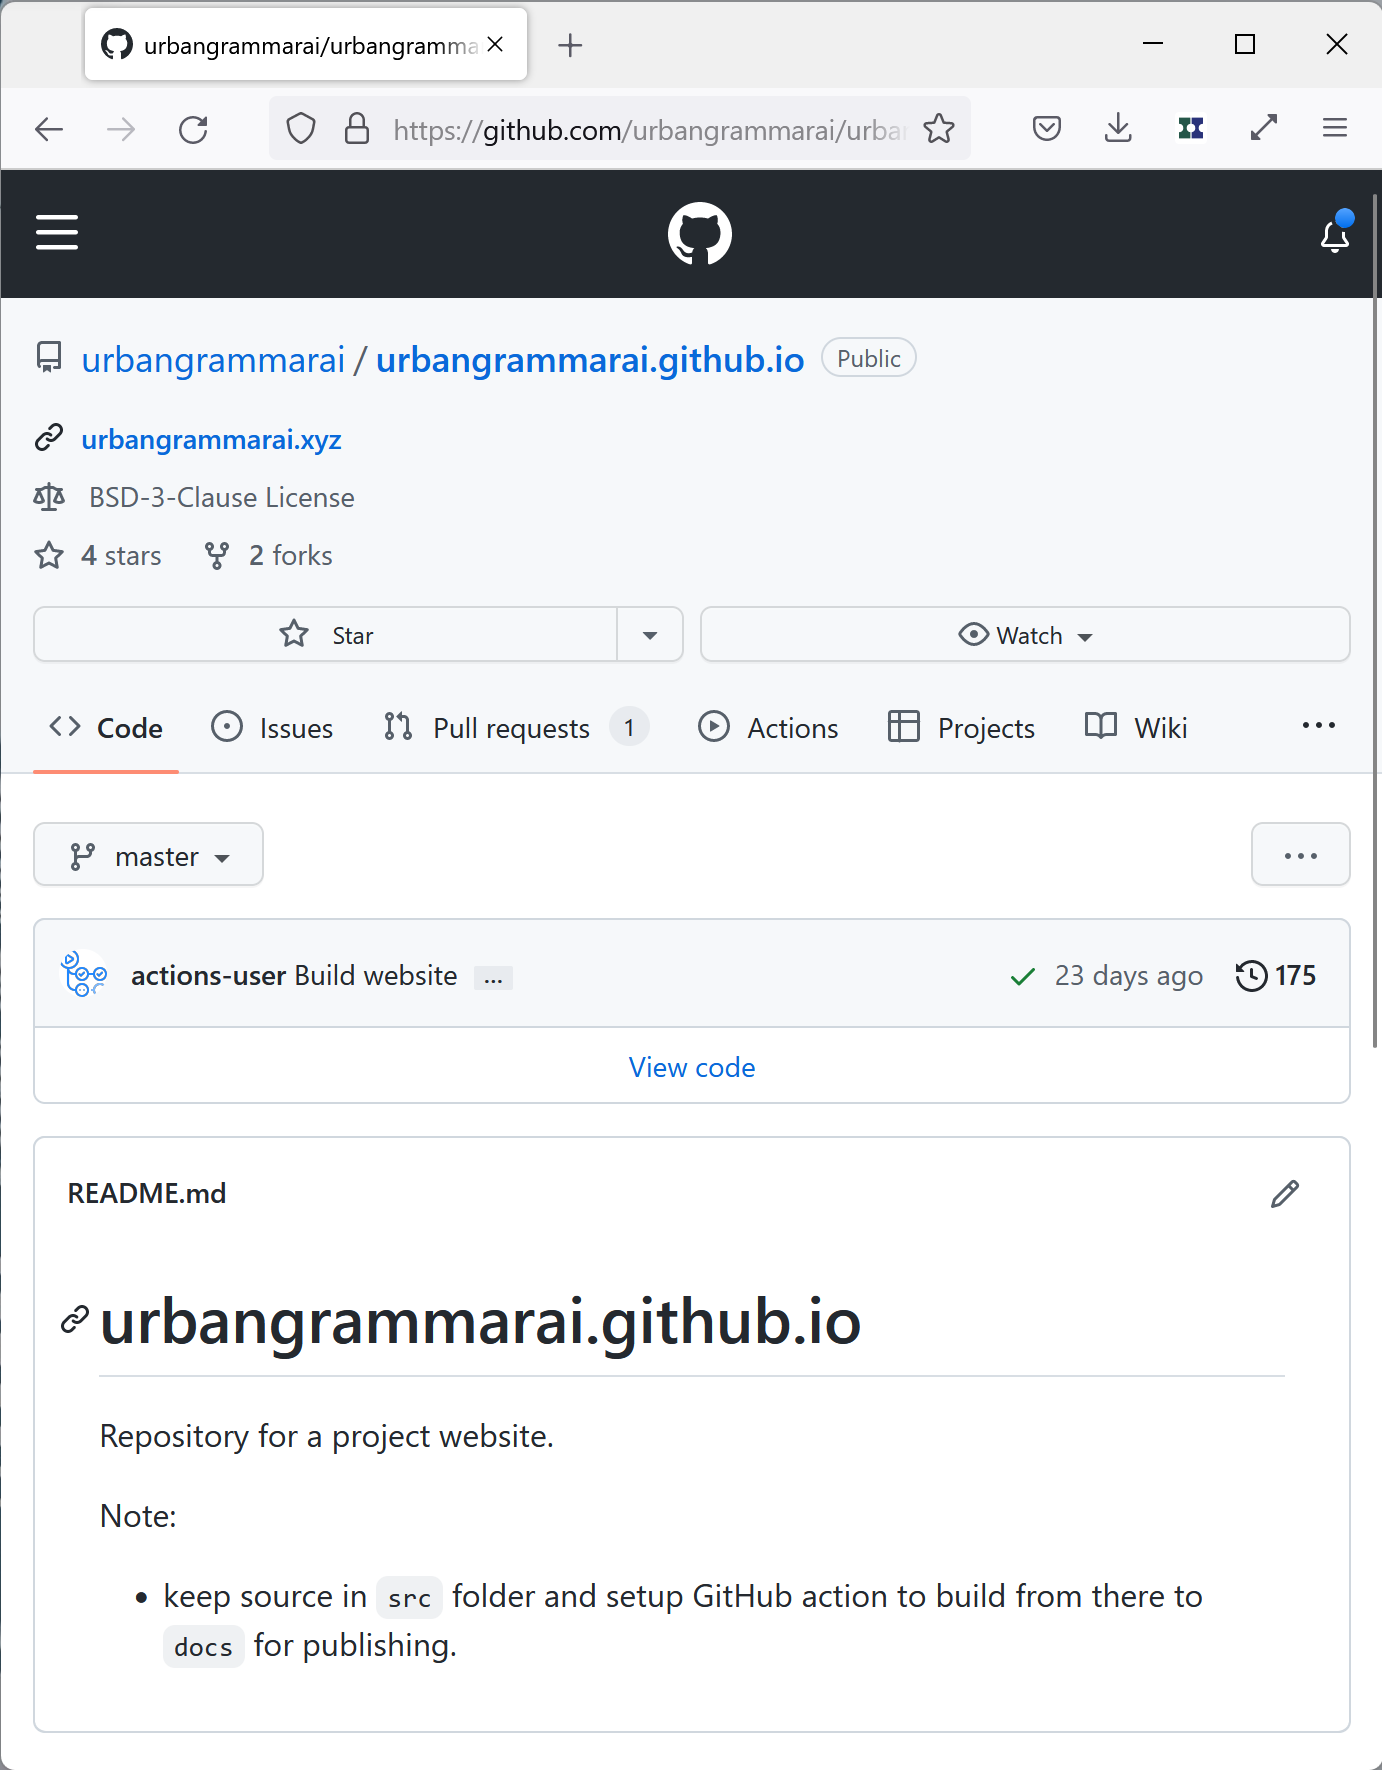 urbangrammarai/urbangramma
https://github.com/urbangrammarai/urba
urbangrammarai / urbangrammarai.github.io Public
urbangrammarai.xyz
BSD-3-Clause License
4 stars 2 forks
Star Watch
Code Issues Pull requests 1 Actions Projects Wiki ...
master ...
actions-user Build website ... 23 days ago 175
View code
README.md
urbangrammarai.github.io
Repository for a project website.
Note:
• keep source in src folder and setup GitHub action to build from there to
docs for publishing.